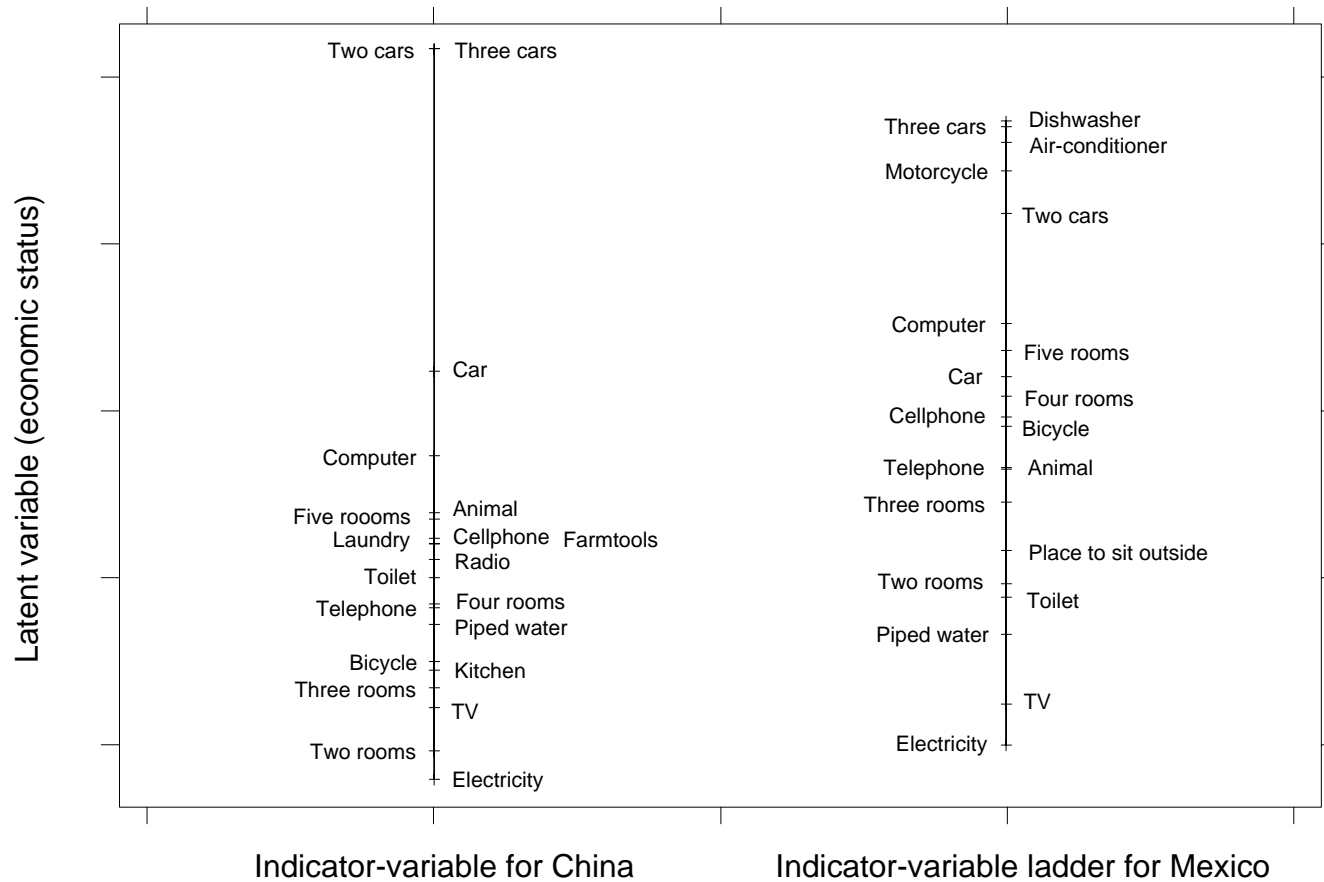 Latent variable (economic status)
Two cars
Three cars
Car
Computer
Animal
Five roooms
Cellphone
Farmtools
Laundry
Radio
Toilet
Four rooms
Telephone
Piped water
Bicycle
Kitchen
Three rooms
TV
Two rooms
Electricity
Dishwasher
Three cars
Air-conditioner
Motorcycle
Two cars
Computer
Five rooms
Car
Four rooms
Cellphone
Bicycle
Telephone
Animal
Three rooms
Place to sit outside
Two rooms
Toilet
Piped water
TV
Electricity
Indicator-variable for China
Indicator-variable ladder for Mexico